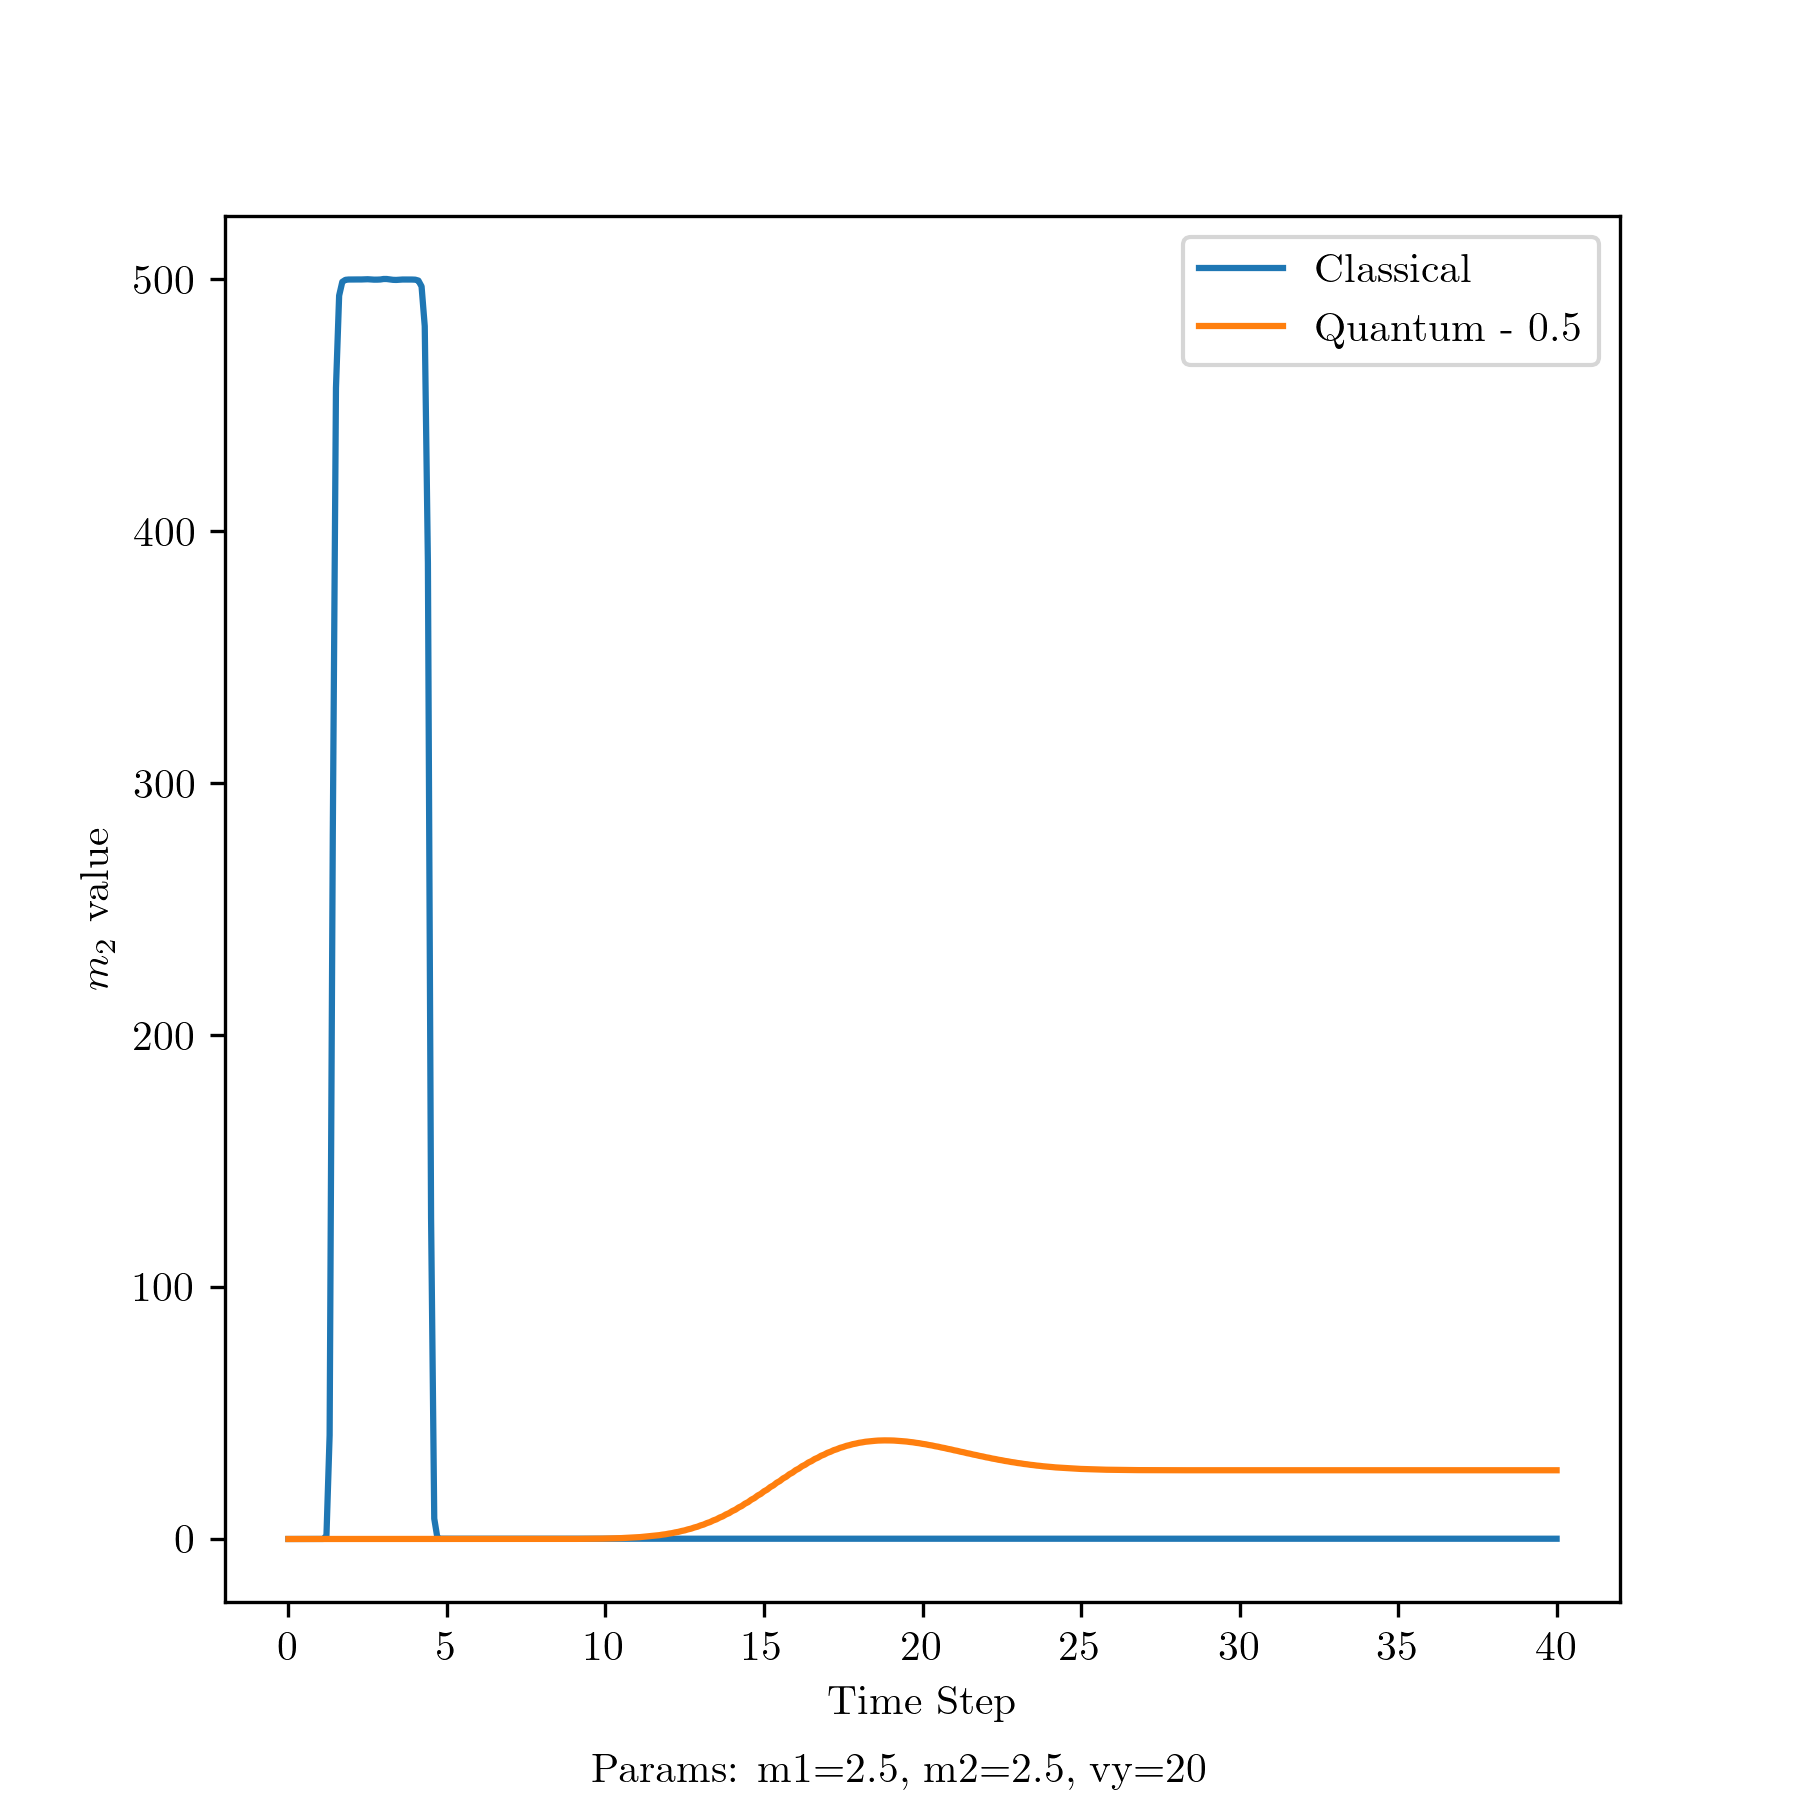 Classical
Quantum - 0.5
500
400
300
200
100
0
m₂ value
0 5 10 15 20 25 30 35 40
Time Step
Params: m1=2.5, m2=2.5, vy=20